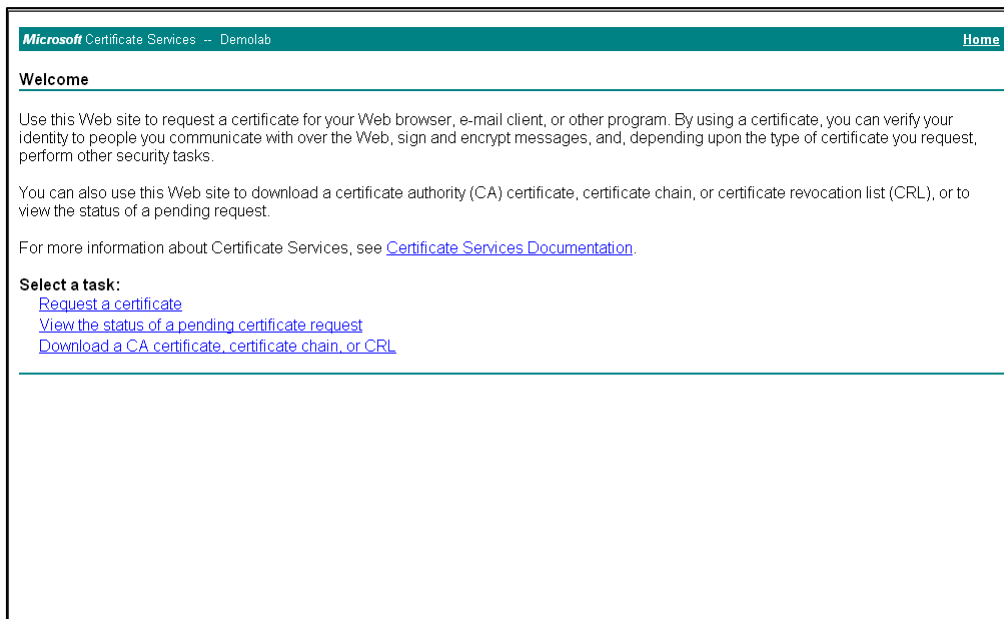 Microsoft Certificate Services -- Demolab Home
Welcome
Use this Web site to request a certificate for your Web browser, e-mail client, or other program. By using a certificate, you can verify your
identity to people you communicate with over the Web, sign and encrypt messages, and, depending upon the type of certificate you request,
perform other security tasks.
You can also use this Web site to download a certificate authority (CA) certificate, certificate chain, or certificate revocation list (CRL), or to
view the status of a pending request.
For more information about Certificate Services, see Certificate Services Documentation.
Select a task:
Request a certificate
View the status of a pending certificate request
Download a CA certificate, certificate chain, or CRL